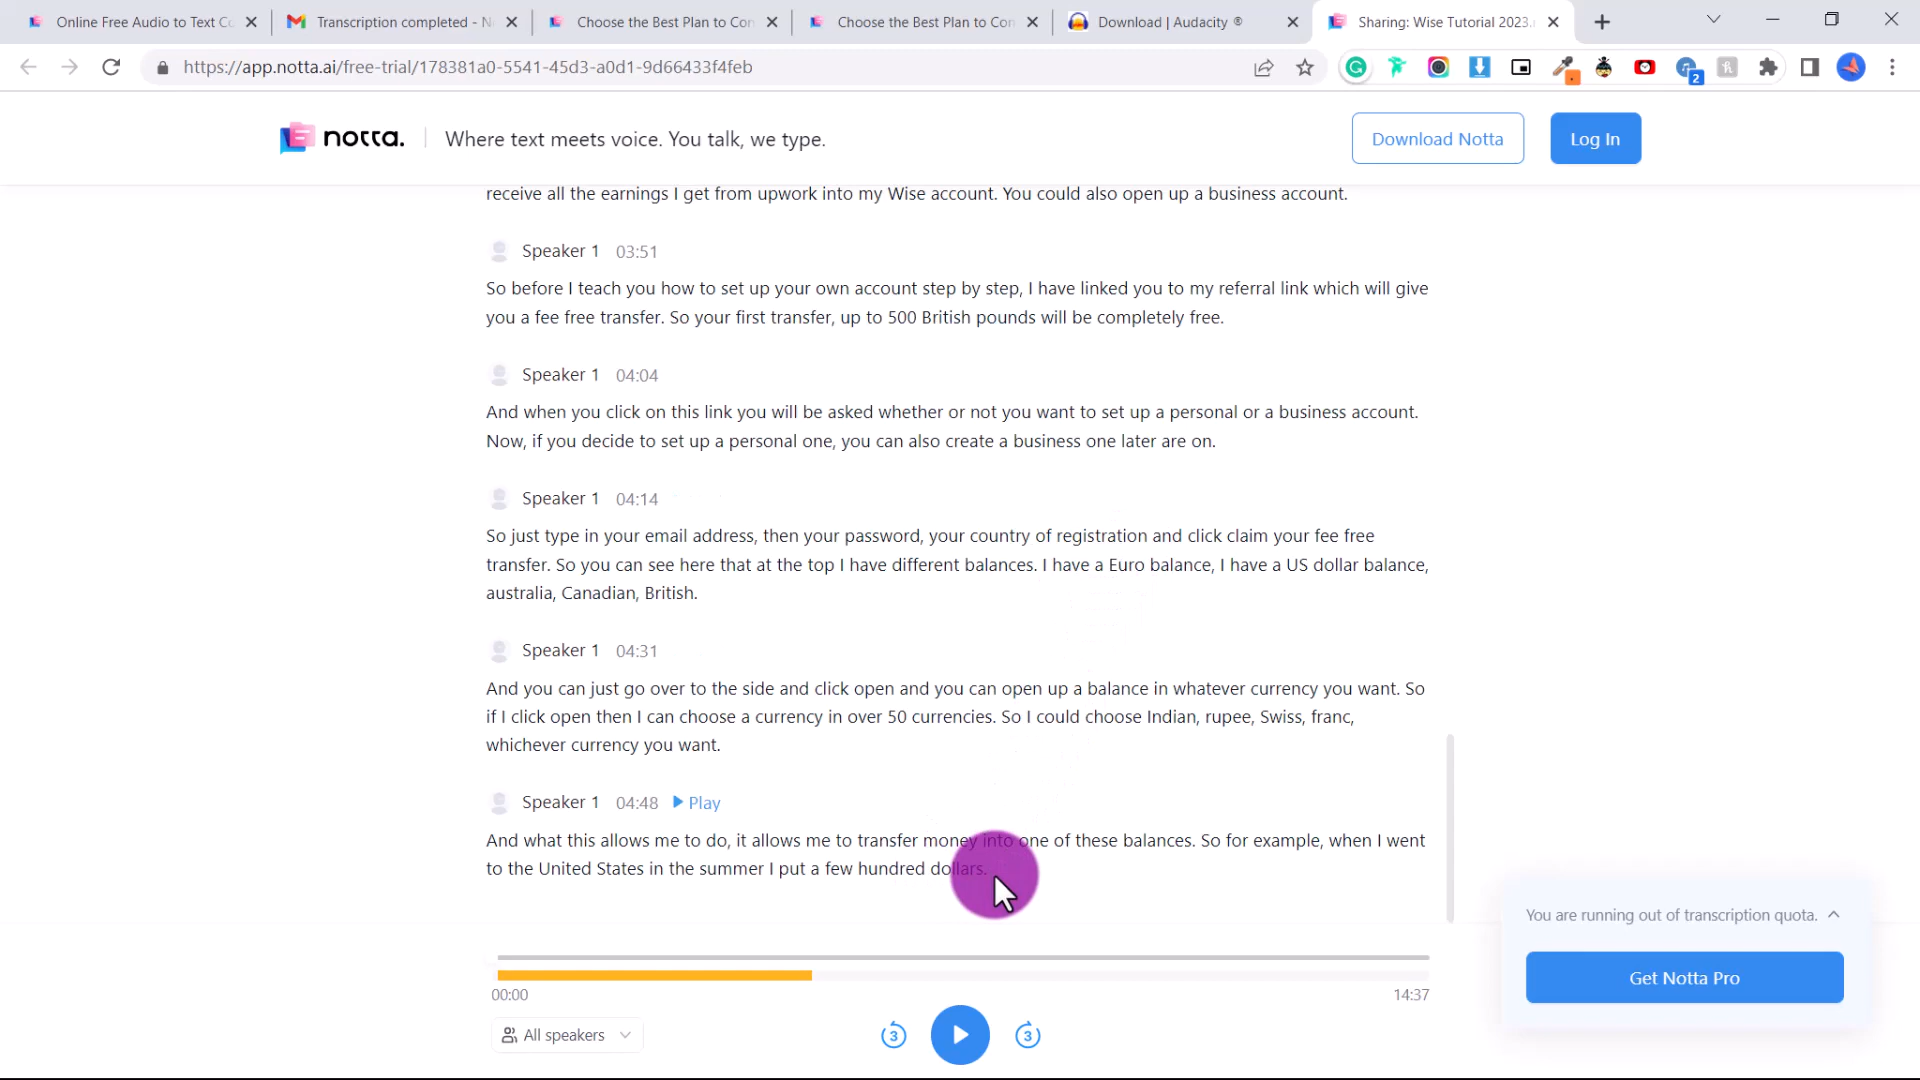 Online Free Audio to Text Co
Transcription completed - N
Choose the Best Plan to Con
Choose the Best Plan to Con
Download | Audacity ®
Sharing: Wise Tutorial 2023.
https://app.notta.ai/free-trial/178381a0-5541-45d3-a0d1-9d66433f4feb
2
notta.
Where text meets voice. You talk, we type.
Download Notta
Log In
receive all the earnings I get from upwork into my Wise account. You could also open up a business account.
Speaker 1 03:51
So before I teach you how to set up your own account step by step, I have linked you to my referral link which will give
you a fee free transfer. So your first transfer, up to 500 British pounds will be completely free.
Speaker 1 04:04
And when you click on this link you will be asked whether or not you want to set up a personal or a business account.
Now, if you decide to set up a personal one, you can also create a business one later are on.
Speaker 1 04:14
So just type in your email address, then your password, your country of registration and click claim your fee free
transfer. So you can see here that at the top I have different balances. I have a Euro balance, I have a US dollar balance,
australia, Canadian, British.
Speaker 1 04:31
And you can just go over to the side and click open and you can open up a balance in whatever currency you want. So
if I click open then I can choose a currency in over 50 currencies. So I could choose Indian, rupee, Swiss, franc,
whichever currency you want.
Speaker 1 04:48 Play
And what this allows me to do, it allows me to transfer money into one of these balances. So for example, when I went
to the United States in the summer I put a few hundred dollars.
You are running out of transcription quota.
Get Notta Pro
00:00
14:37
All speakers
3
3